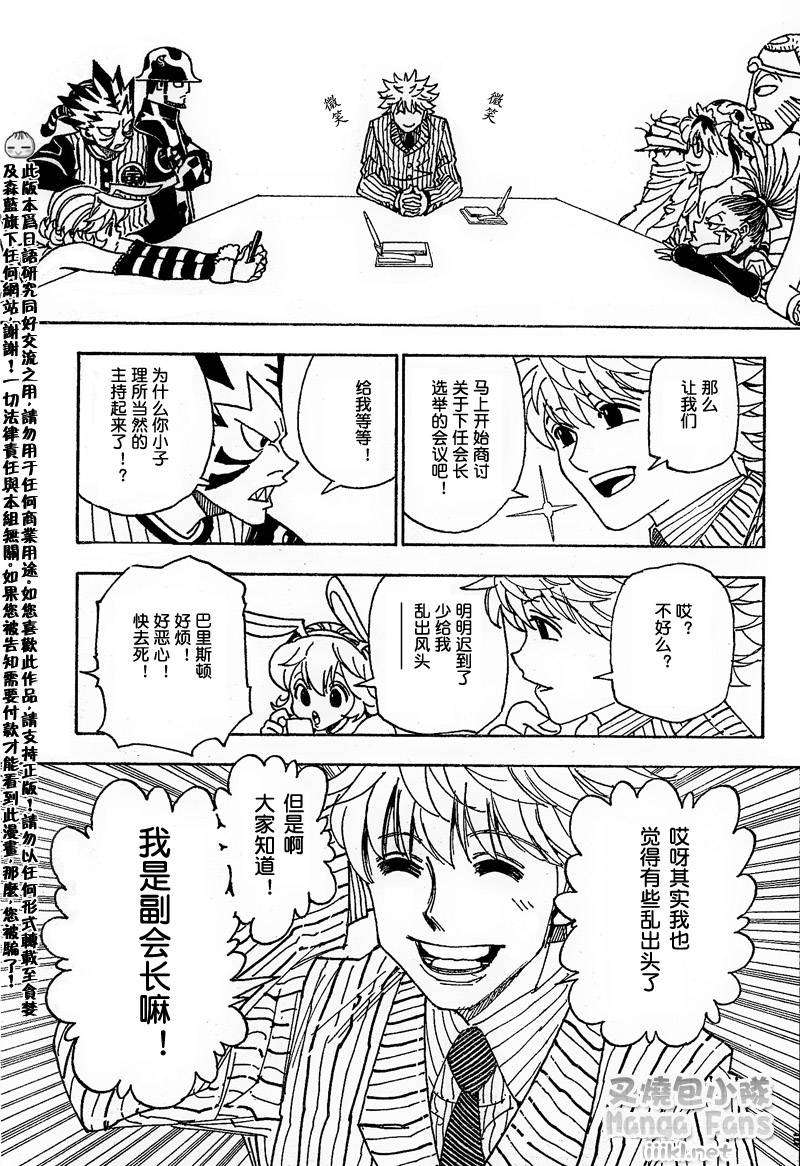 微笑
微笑
那么
让我们
马上开始商讨
关于下任会长
选举的会议吧！
给我等等！
为什么你小子
理所当然的
主持起来了！？
哎？
不好么？
明明迟到了
少给我
乱出风头
——
巴里斯顿
好烦！
好恶心！
快去死！
哎呀其实我也
觉得有些乱出头了
但是啊
大家知道！
我是副会长嘛！
此版本爲日語研究同好交流之用，請勿用于任何商業用途。如您喜歡此作品，請支持正版！請勿以任何形式轉載至貪婪
及森藍旗下任何網站，謝謝！一切法律責任與本組無關。如果您被告知需要付款才能看到此漫畫，那麼，您被騙了！
叉燒包小隊
Manga Fans
iiiikl.net